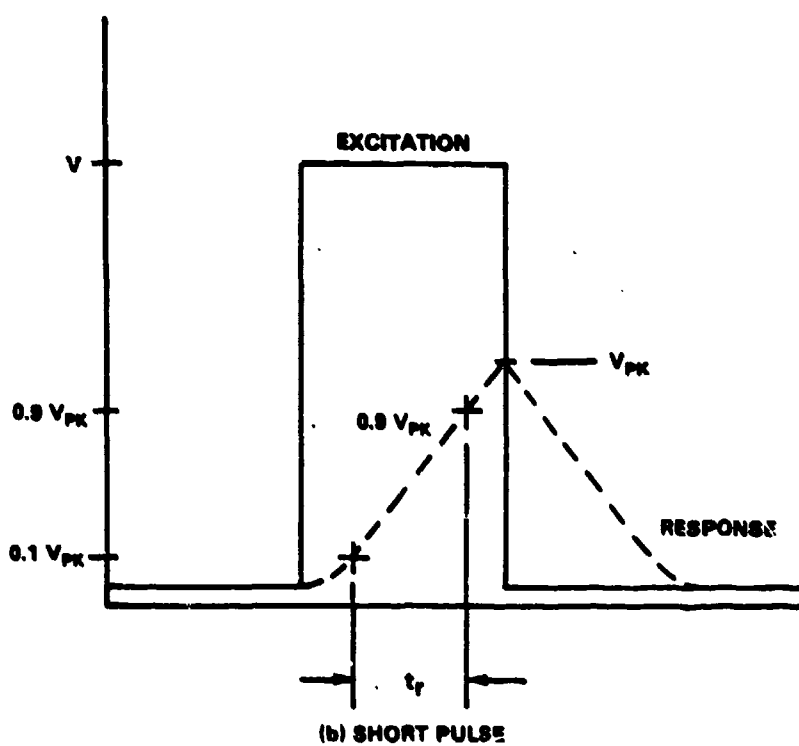 EXCITATION
V
V_PK
0.9 V_PK
0.9 V_PK
RESPONSE
0.1 V_PK
t_r
(b) SHORT PULSE